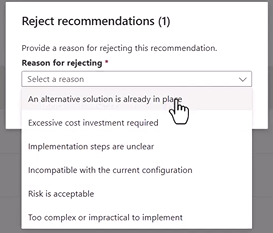 Reject recommendations (1)
Provide a reason for rejecting this recommendation.
Reason for rejecting *
Select a reason
An alternative solution is already in place
Excessive cost investment required
Implementation steps are unclear
Incompatible with the current configuration
Risk is acceptable
Too complex or impractical to implement